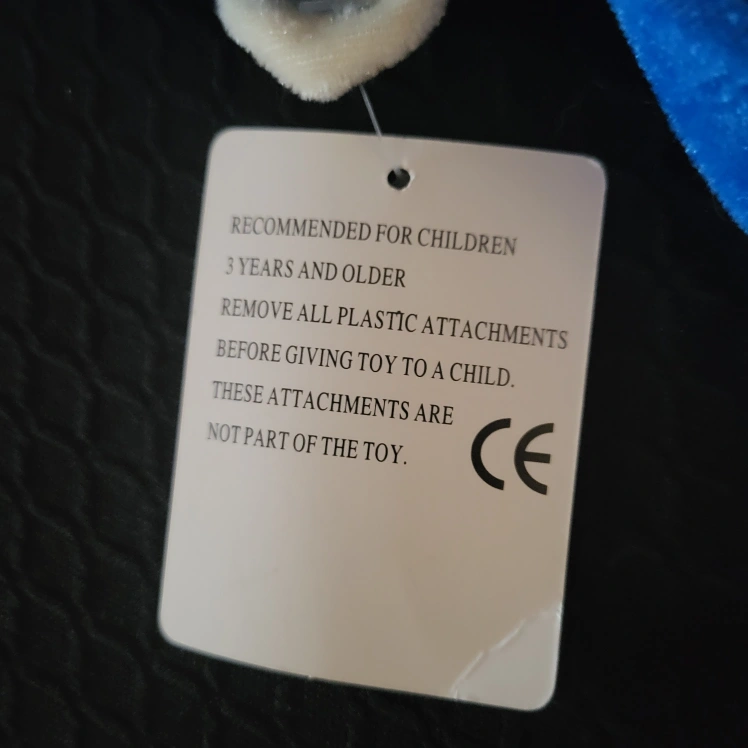 RECOMMENDED FOR CHILDREN
3 YEARS AND OLDER
REMOVE ALL PLASTIC ATTACHMENTS
BEFORE GIVING TOY TO A CHILD.
THESE ATTACHMENTS ARE
NOT PART OF THE TOY.
CE